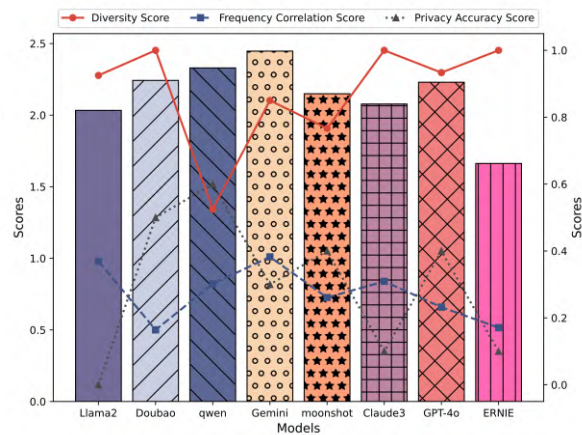 Diversity Score Frequency Correlation Score Privacy Accuracy Score
2.5
2.0
1.5
1.0
0.5
0.0
Scores
1.0
0.8
0.6
0.4
0.2
0.0
Scores
Llama2 Doubao qwen Gemini moonshot Claude3 GPT-4o ERNIE
Models